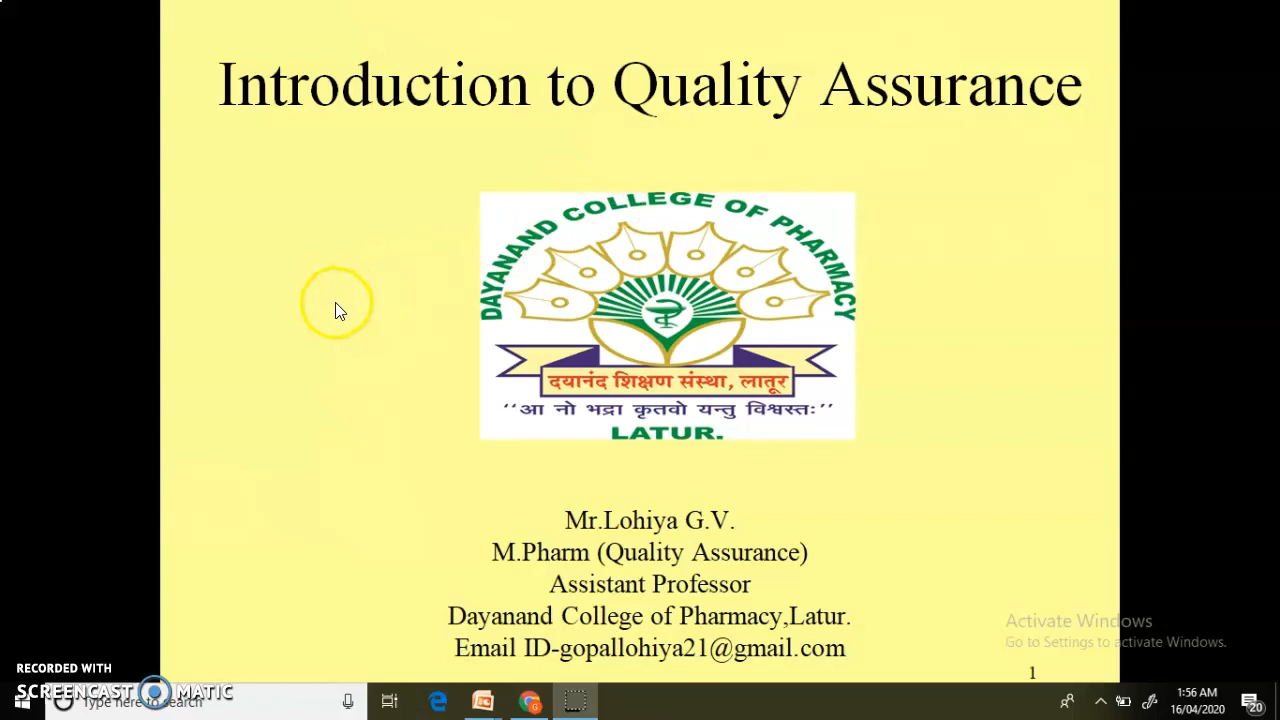 Introduction to Quality Assurance
DAYANAND COLLEGE OF PHARMACY
दयानंद शिक्षण संस्था, लातूर
“आ नो भद्रा कृतवो यन्तु विश्वस्तः”
LATUR.
Mr.Lohiya G.V.
M.Pharm (Quality Assurance)
Assistant Professor
Dayanand College of Pharmacy,Latur.
Email ID-gopallohiya21@gmail.com
Activate Windows
Go to Settings to activate Windows.
1
RECORDED WITH
SCREENCAST MATIC
Type here to search
1:56 AM
16/04/2020
20